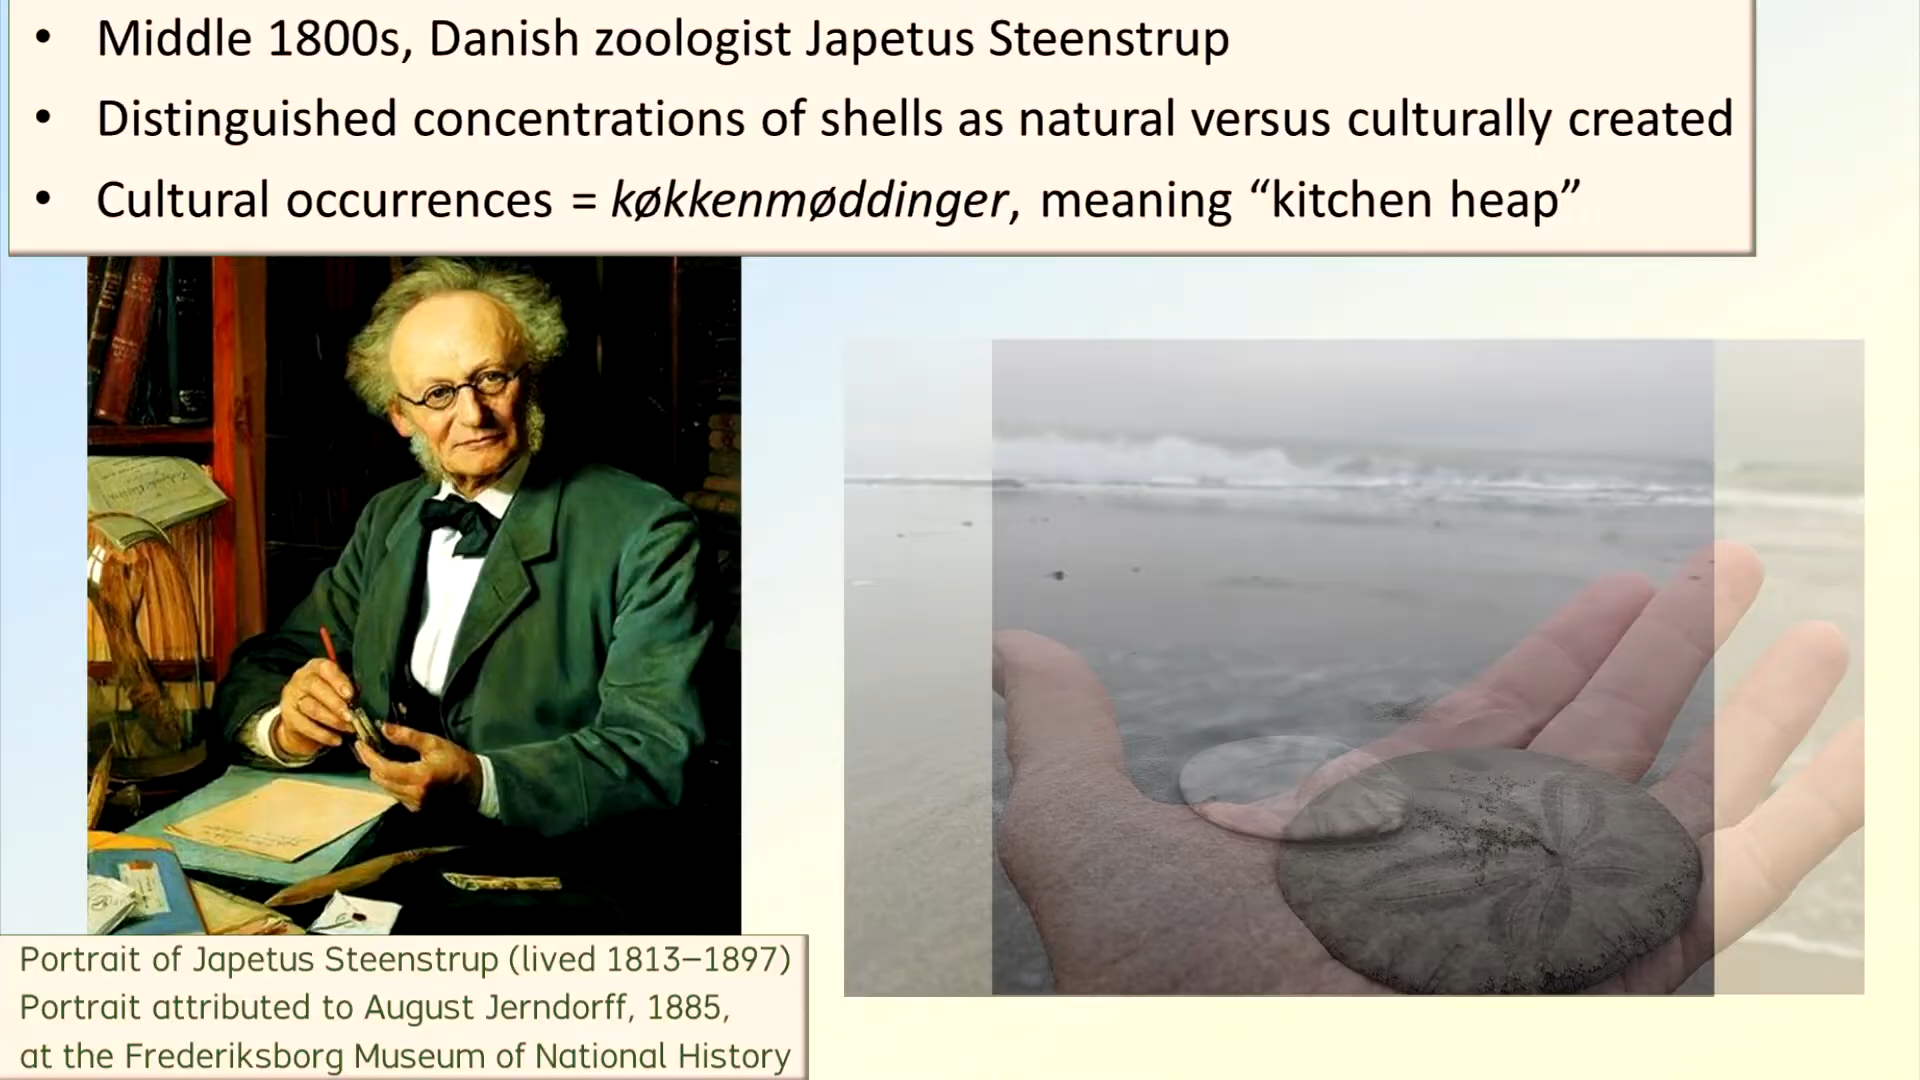 • Middle 1800s, Danish zoologist Japetus Steenstrup
• Distinguished concentrations of shells as natural versus culturally created
• Cultural occurrences = køkkenmøddinger, meaning “kitchen heap”
Portrait of Japetus Steenstrup (lived 1813–1897)
Portrait attributed to August Jerndorff, 1885,
at the Frederiksborg Museum of National History